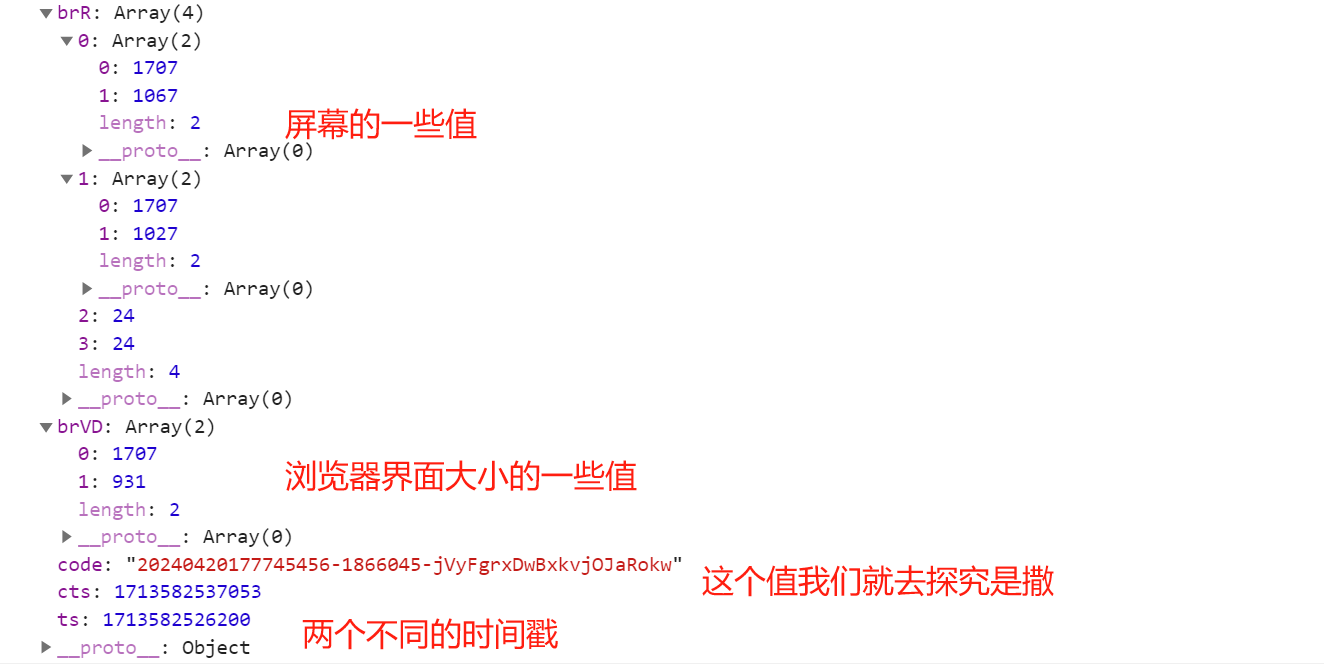 brR: Array(4)
0: Array(2)
0: 1707
1: 1067
length: 2
屏幕的一些值
__proto__: Array(0)
1: Array(2)
0: 1707
1: 1027
length: 2
__proto__: Array(0)
2: 24
3: 24
length: 4
__proto__: Array(0)
brVD: Array(2)
0: 1707
1: 931
浏览器界面大小的一些值
length: 2
__proto__: Array(0)
code: "20240420177745456-1866045-jVyFgrxDwBxkvjOJaRokw"
这个值我们就去探究是撒
cts: 1713582537053
ts: 1713582526200
两个不同的时间戳
__proto__: Object